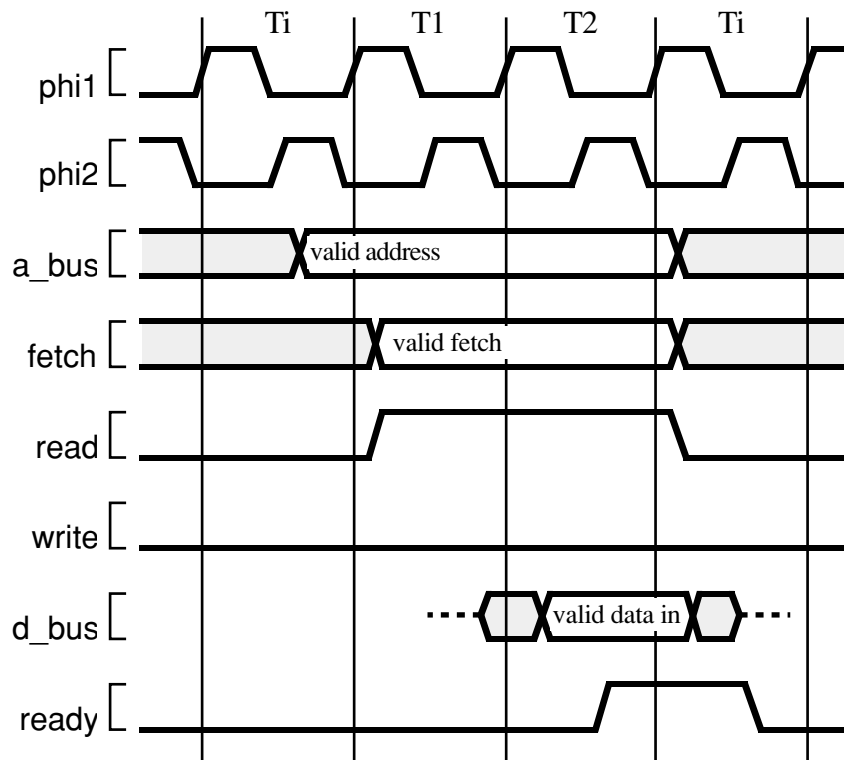 Ti T1 T2 Ti
phi1
phi2
a_bus valid address
fetch valid fetch
read
write
d_bus valid data in
ready